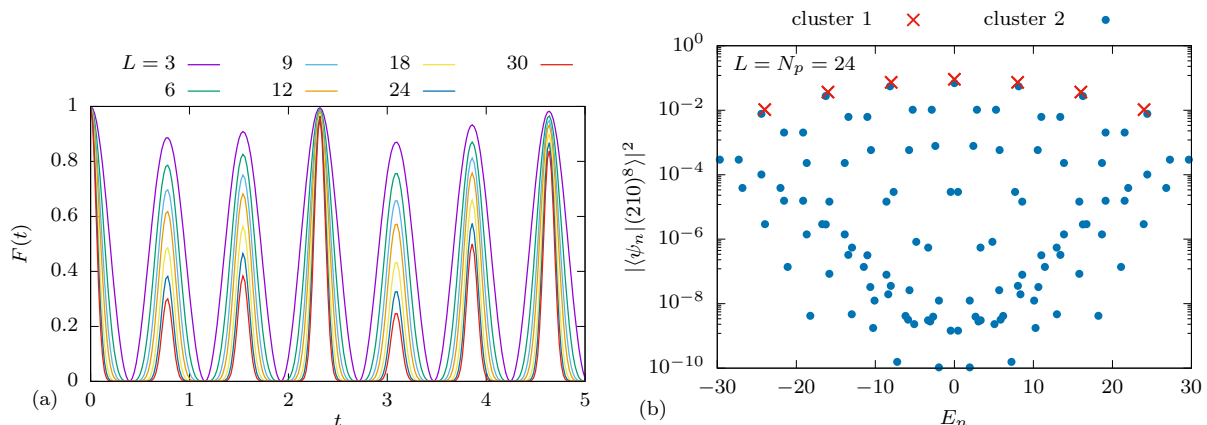 L = 3 9 18 30
6 12 24
1
0.8
0.6
0.4
0.2
0
0 1 2 3 4 5
F(t)
t
(a)
cluster 1 cluster 2
L = N_p = 24
10^0
10^−2
10^−4
10^−6
10^−8
10^−10
−30 −20 −10 0 10 20 30
|⟨ψ_n|(210)^8⟩|^2
E_n
(b)